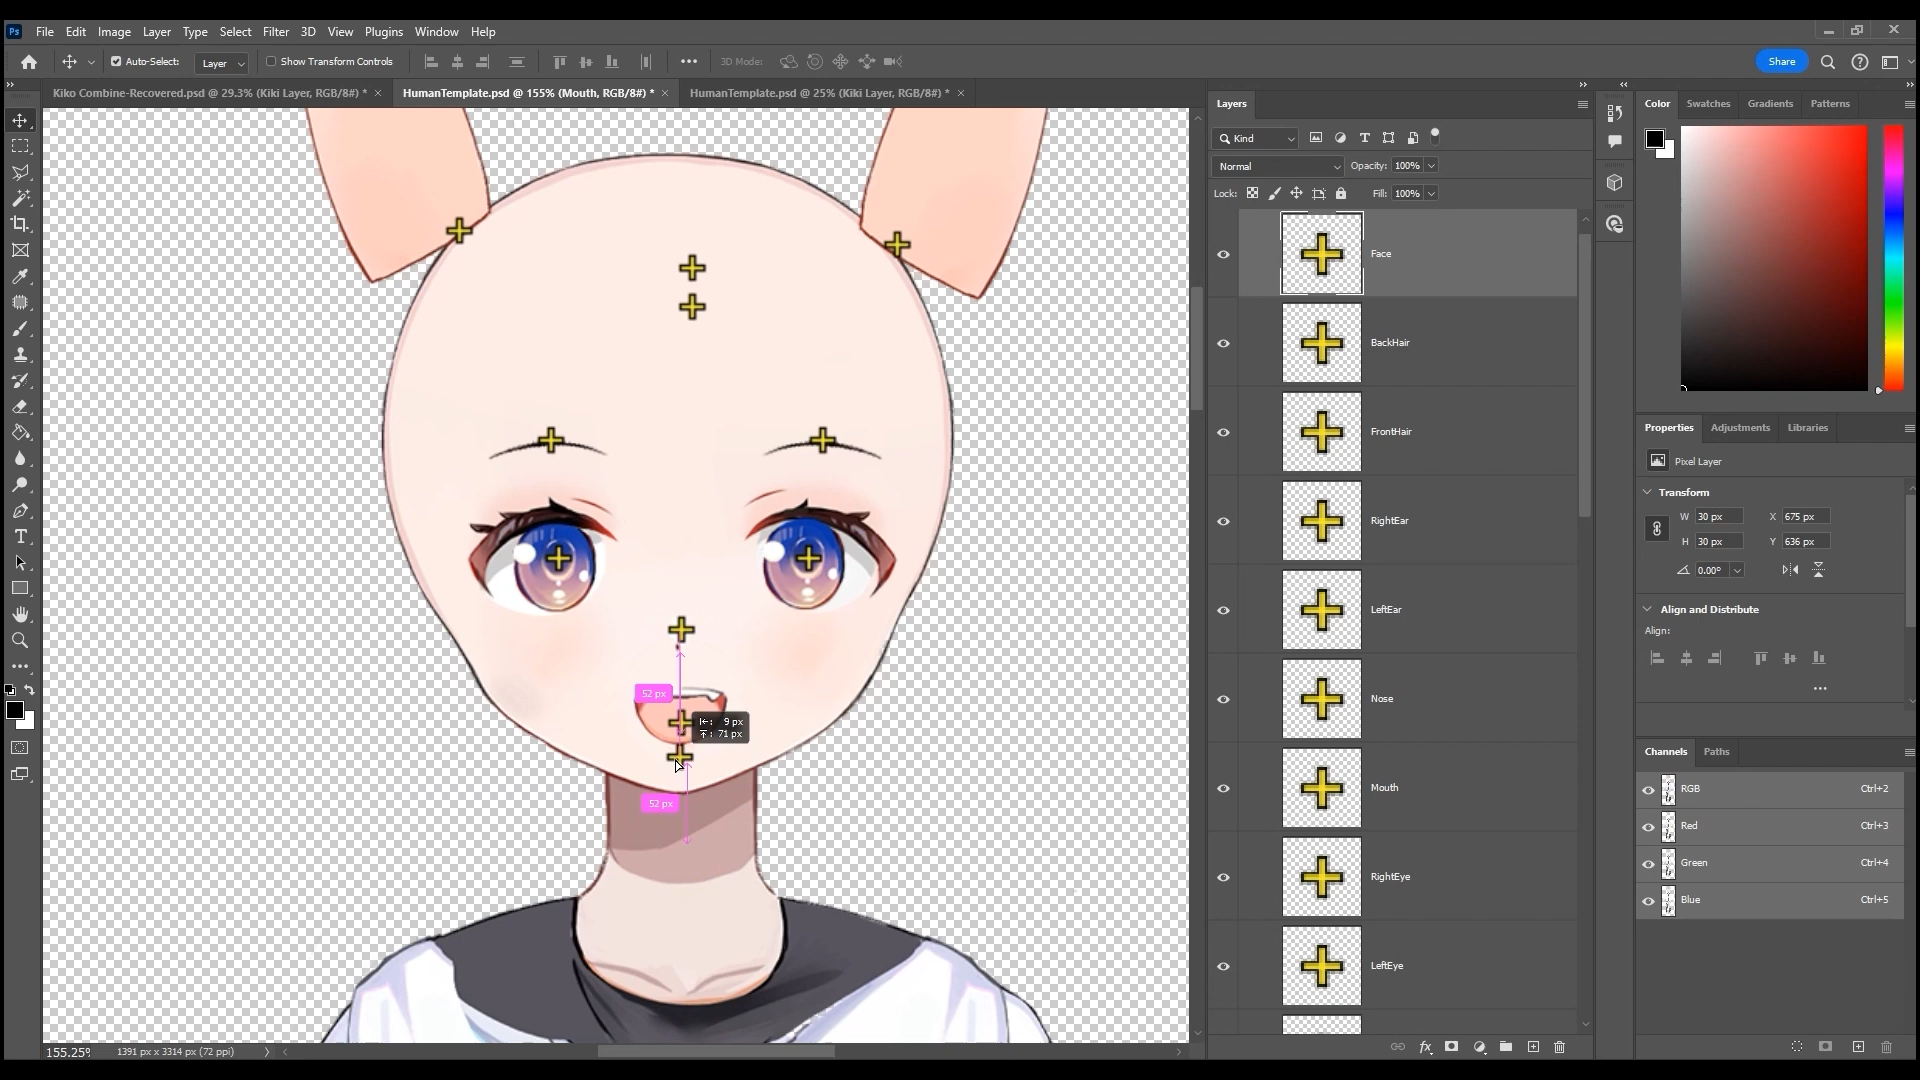 Ps File Edit Image Layer Type Select Filter 3D View Plugins Window Help
Auto-Select: Layer Show Transform Controls 3D Mode: Share
Kiko Combine-Recovered.psd @ 29.3% (Kiki Layer, RGB/8#) * HumanTemplate.psd @ 155% (Mouth, RGB/8#) * HumanTemplate.psd @ 25% (Kiki Layer, RGB/8#) *
52 px
9 px
71 px
52 px
155.25% 1391 px x 3314 px (72 ppi)
Layers
Kind
Normal Opacity: 100%
Lock: Fill: 100%
Face
BackHair
FrontHair
RightEar
LeftEar
Nose
Mouth
RightEye
LeftEye
fx
Color Swatches Gradients Patterns
Properties Adjustments Libraries
Pixel Layer
Transform
W 30 px X 675 px
H 30 px Y 636 px
0.00°
Align and Distribute
Align:
Channels Paths
RGB Ctrl+2
Red Ctrl+3
Green Ctrl+4
Blue Ctrl+5